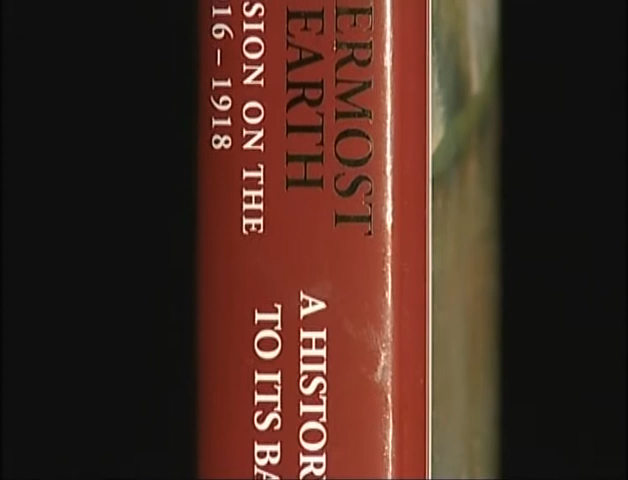 ERMOST
EARTH
SION ON THE
16 – 1918
A HISTOR
TO ITS BA